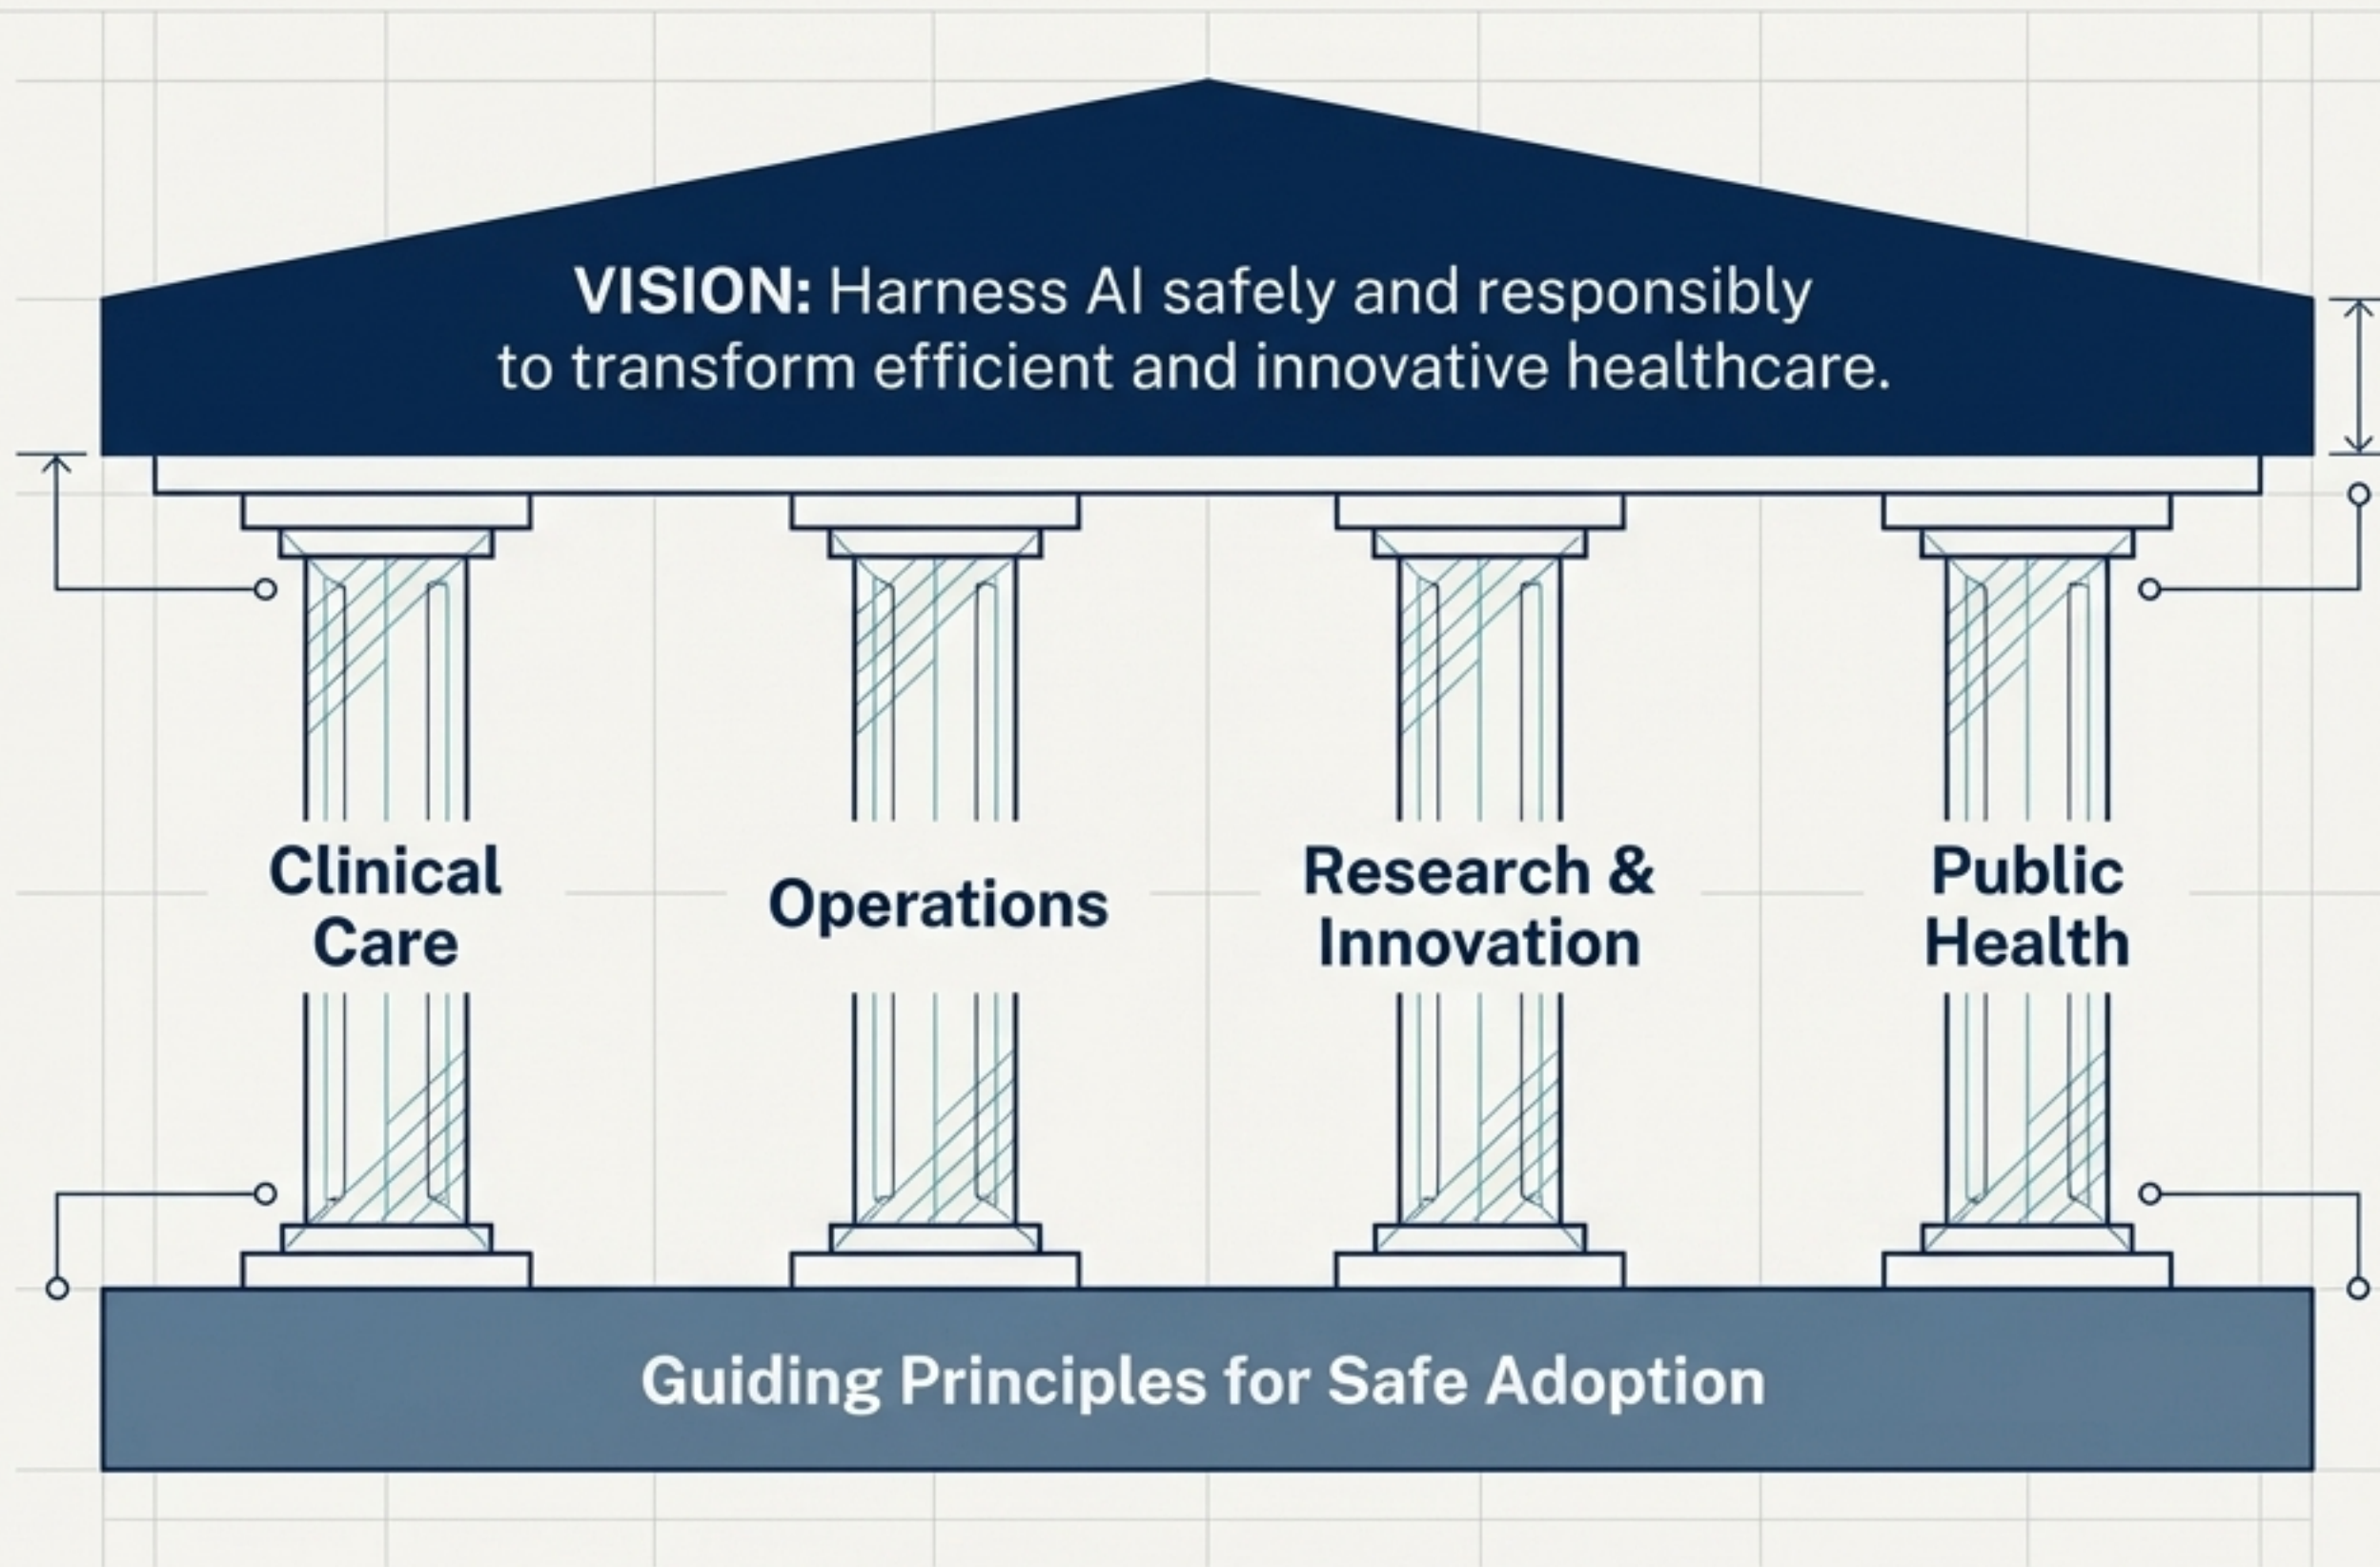 VISION: Harness AI safely and responsibly
to transform efficient and innovative healthcare.
Clinical
Care
Operations
Research &
Innovation
Public
Health
Guiding Principles for Safe Adoption